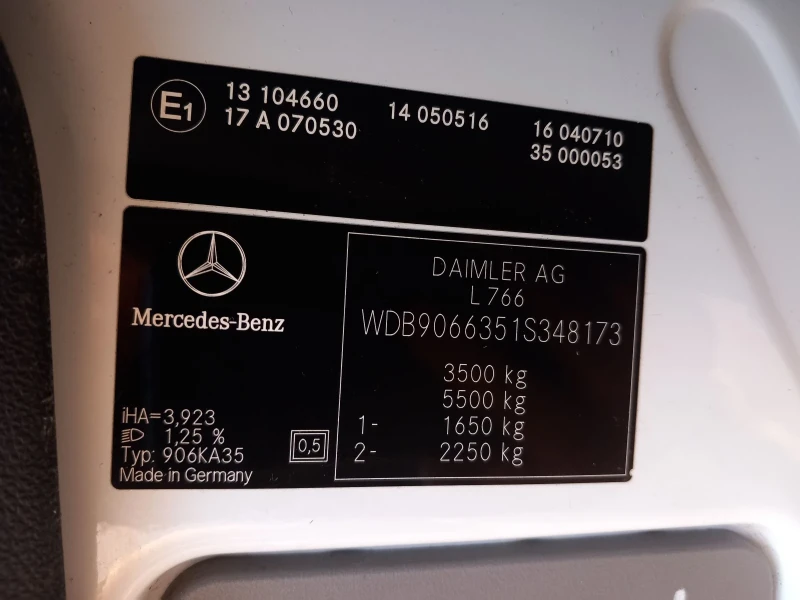 E1
13 104660 14 050516 16 040710
17 A 070530 35 000053
Mercedes-Benz
iHA=3,923
1,25 %
Typ: 906KA35
Made in Germany
0,5
DAIMLER AG
L 766
WDB9066351S348173
3500 kg
5500 kg
1- 1650 kg
2- 2250 kg